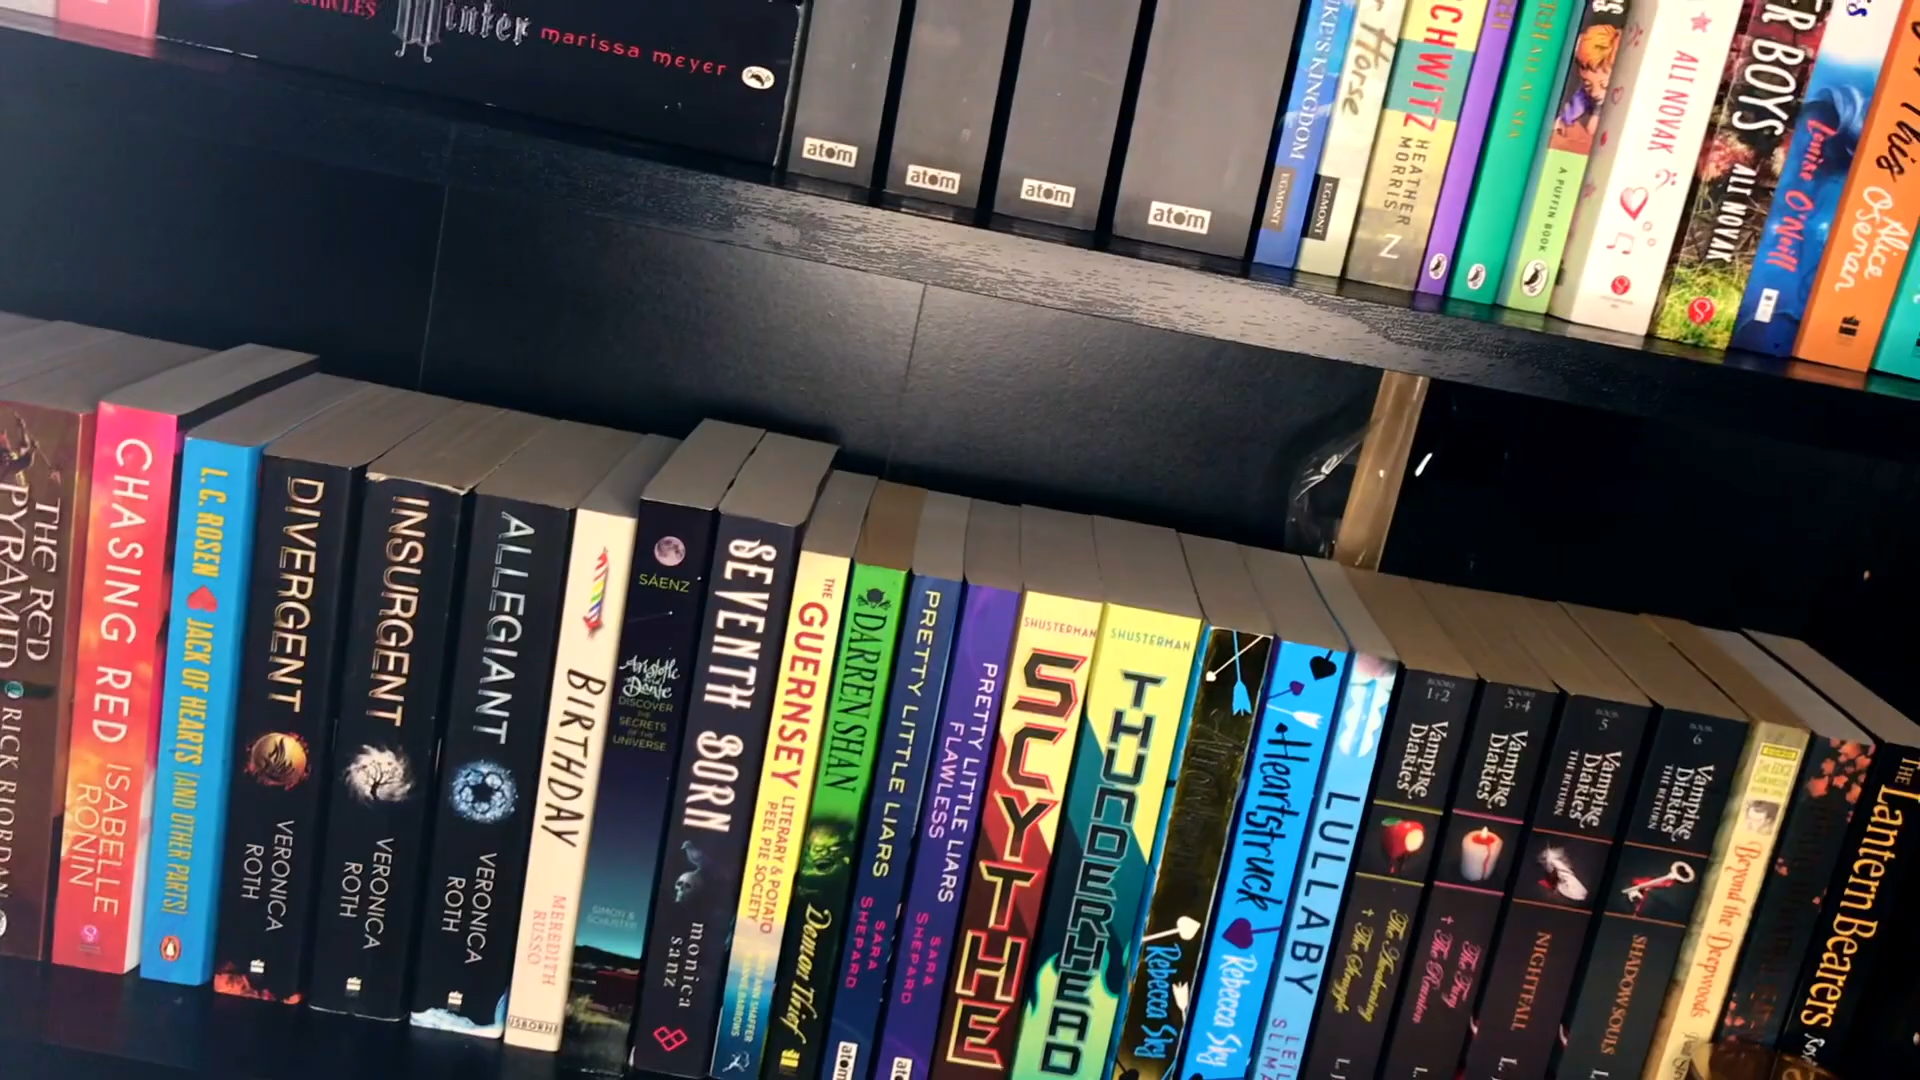 Winter marissa meyer
atom
atom
atom
atom
KINGDOM
EGMONT
Horse
EGMONT
CHWITZ
HEATHER
MORRIS
Z
A PUFFIN BOOK
ALI NOVAK
BOYS
ALI NOVAK
Louise O'Neill
This
Alice
Oseman
THE RED
PYRAMID
RICK RIORDAN
CHASING RED
ISABELLE
RONIN
L.C. ROSEN
JACK OF HEARTS (AND OTHER PARTS)
DIVERGENT
VERONICA
ROTH
INSURGENT
VERONICA
ROTH
ALLEGIANT
VERONICA
ROTH
BIRTHDAY
MEREDITH
RUSSO
USBORNE
SÁENZ
Aristotle
and
Dante
DISCOVER
THE
SECRETS
OF THE
UNIVERSE
SIMON &
SCHUSTER
SEVENTH BORN
monica
sanz
THE
GUERNSEY
LITERARY & POTATO
PEEL PIE SOCIETY
ANN SHAFFER
BARROWS
DARREN SHAN
Demon Thief
PRETTY LITTLE LIARS
SARA
SHEPARD
atom
PRETTY LITTLE LIARS
FLAWLESS
SARA
SHEPARD
SHUSTERMAN
SCYTHE
SHUSTERMAN
THUNDERHEAD
Rebecca Sky
Heartstruck
Rebecca Sky
LULLABY
BOOKS
1+2
Vampire
Diaries
The Awakening
+ The Struggle
BOOKS
3+4
Vampire
Diaries
The Fury
+ The Reunion
BOOK
5
Vampire
Diaries
THE RETURN
NIGHTFALL
BOOK
6
Vampire
Diaries
THE RETURN
SHADOW SOULS
THE EDGE
CHRONICLES
Beyond the Deepwoods
THE
Lantern Bearers